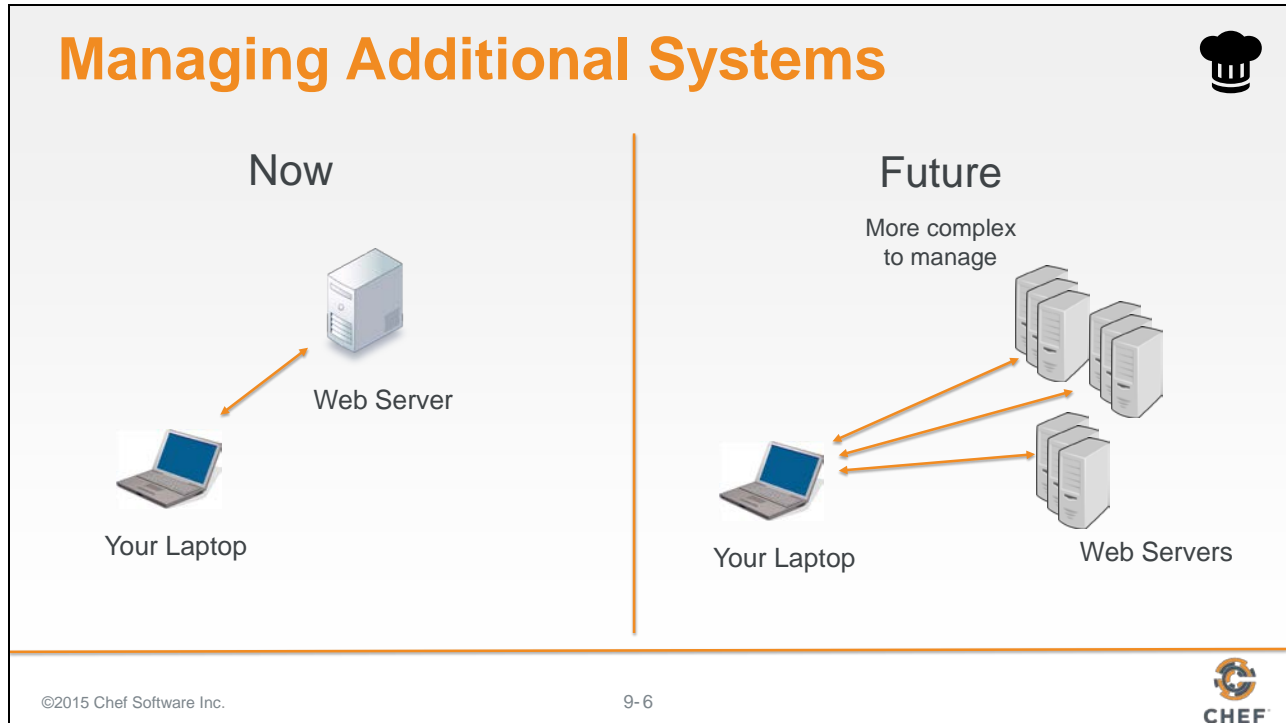 Managing Additional Systems
Now
Web Server
Your Laptop
Future
More complex
to manage
Your Laptop
Web Servers
©2015 Chef Software Inc.
9-6
CHEF